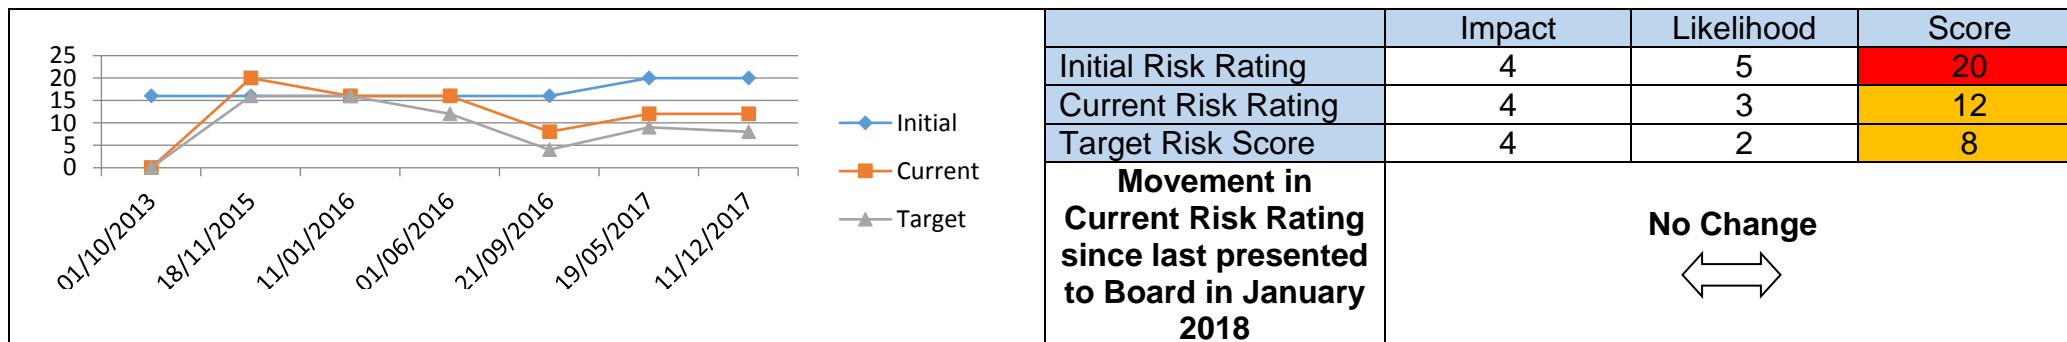 25
20
15
10
5
0
01/10/2013
18/11/2015
11/01/2016
01/06/2016
21/09/2016
19/05/2017
11/12/2017
Initial
Current
Target
Impact Likelihood Score
Initial Risk Rating 4 5 20
Current Risk Rating 4 3 12
Target Risk Score 4 2 8
Movement in
Current Risk Rating
since last presented
to Board in January
2018
No Change